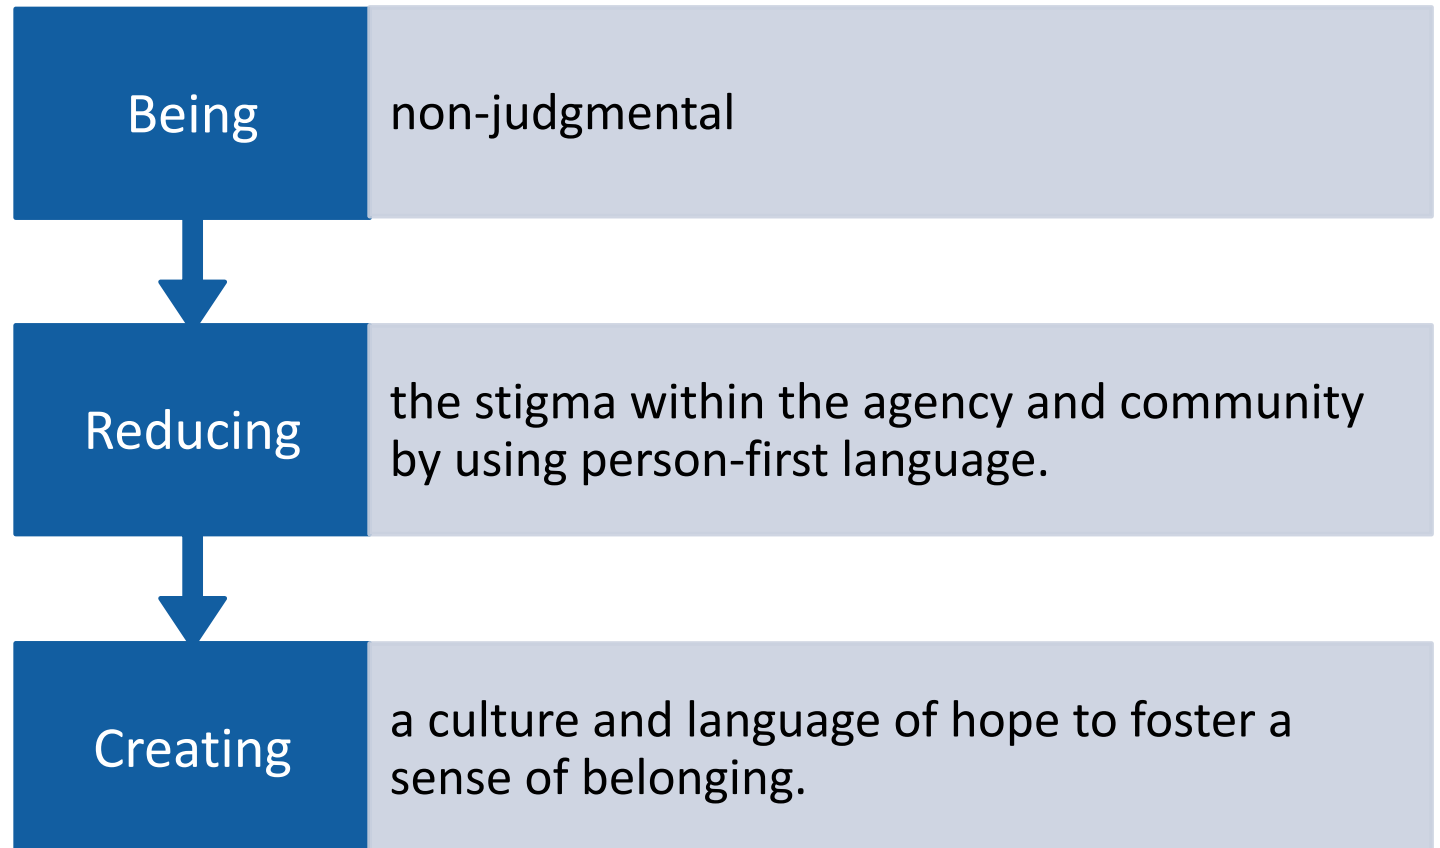 Being
non-judgmental
Reducing
the stigma within the agency and community
by using person-first language.
Creating
a culture and language of hope to foster a
sense of belonging.